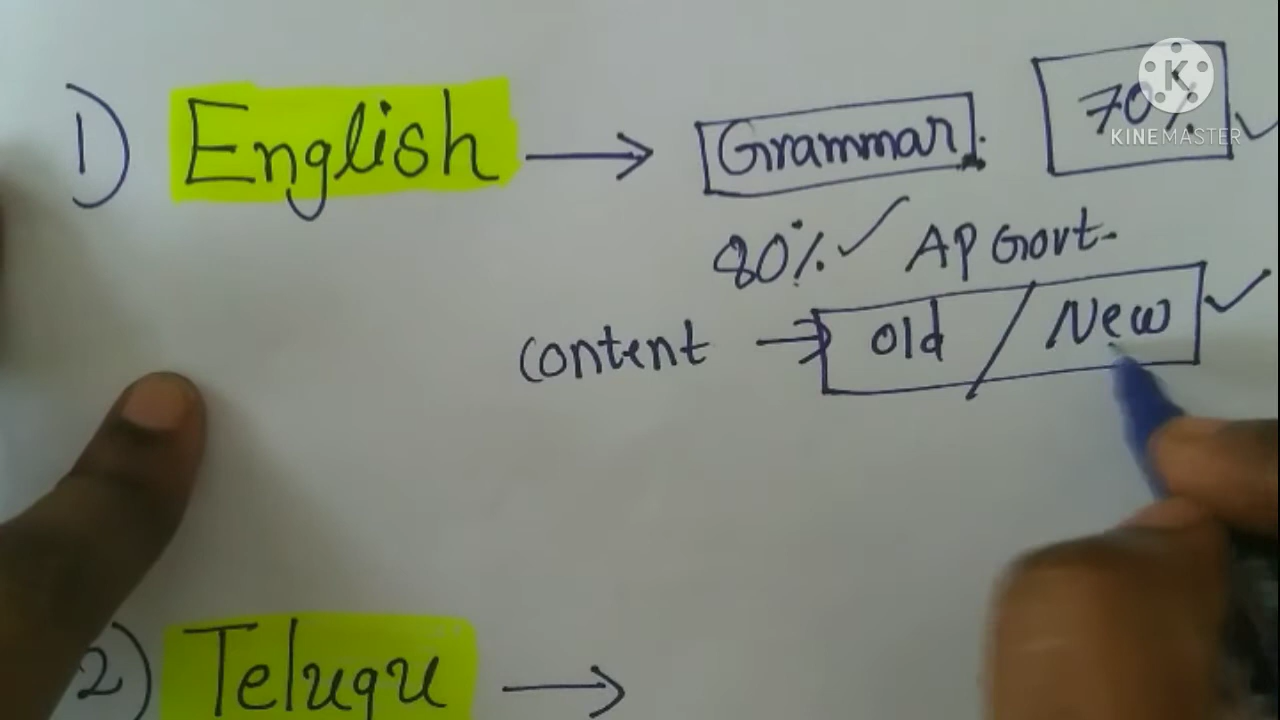 1) English → Grammar. 70%
80% ✓ AP Govt.
content → Old / New ✓
2) Telugu →
KINEMASTER